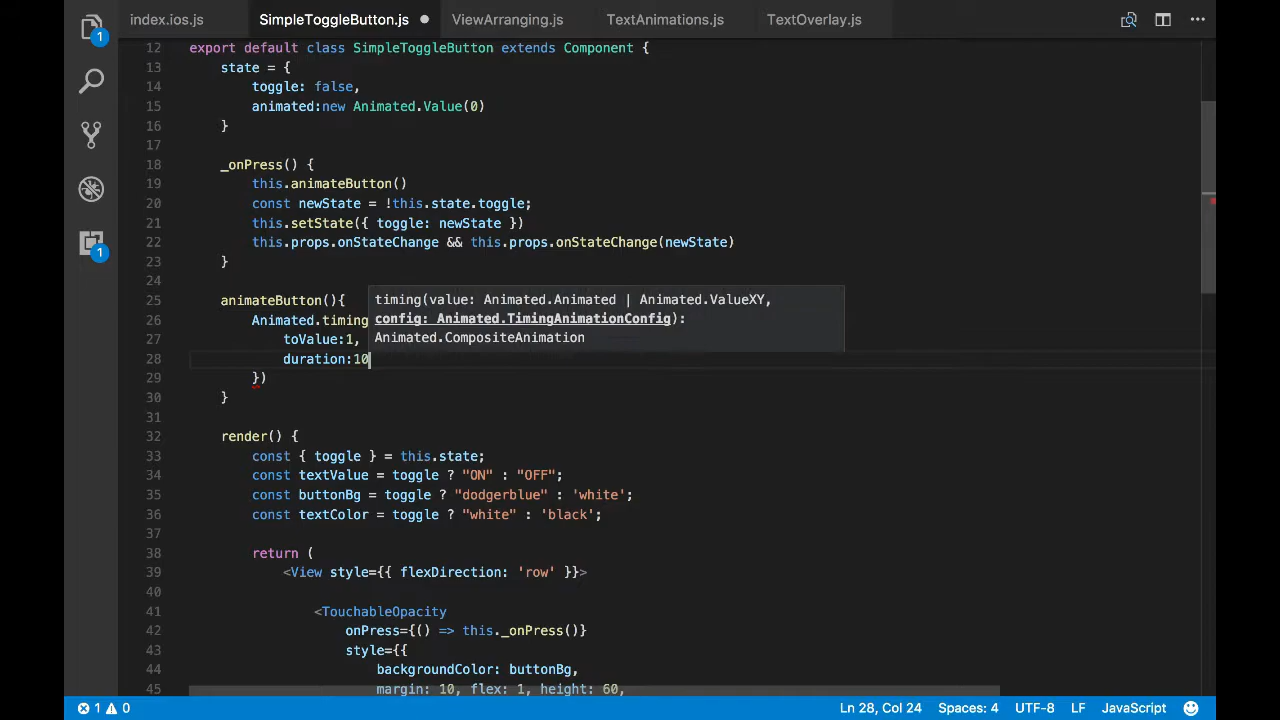 index.ios.js SimpleToggleButton.js ViewArranging.js TextAnimations.js TextOverlay.js
1
1
12 export default class SimpleToggleButton extends Component {
13 state = {
14 toggle: false,
15 animated:new Animated.Value(0)
16 }
17
18 _onPress() {
19 this.animateButton()
20 const newState = !this.state.toggle;
21 this.setState({ toggle: newState })
22 this.props.onStateChange && this.props.onStateChange(newState)
23 }
24
25 animateButton(){
timing(value: Animated.Animated | Animated.ValueXY,
26 Animated.timing
config: Animated.TimingAnimationConfig):
27 toValue:1,
Animated.CompositeAnimation
28 duration:10
29 })
30 }
31
32 render() {
33 const { toggle } = this.state;
34 const textValue = toggle ? "ON" : "OFF";
35 const buttonBg = toggle ? "dodgerblue" : 'white';
36 const textColor = toggle ? "white" : 'black';
37
38 return (
39 <View style={{ flexDirection: 'row' }}>
40
41 <TouchableOpacity
42 onPress={() => this._onPress()}
43 style={{
44 backgroundColor: buttonBg,
45 margin: 10, flex: 1, height: 60,
1 0 Ln 28, Col 24 Spaces: 4 UTF-8 LF JavaScript